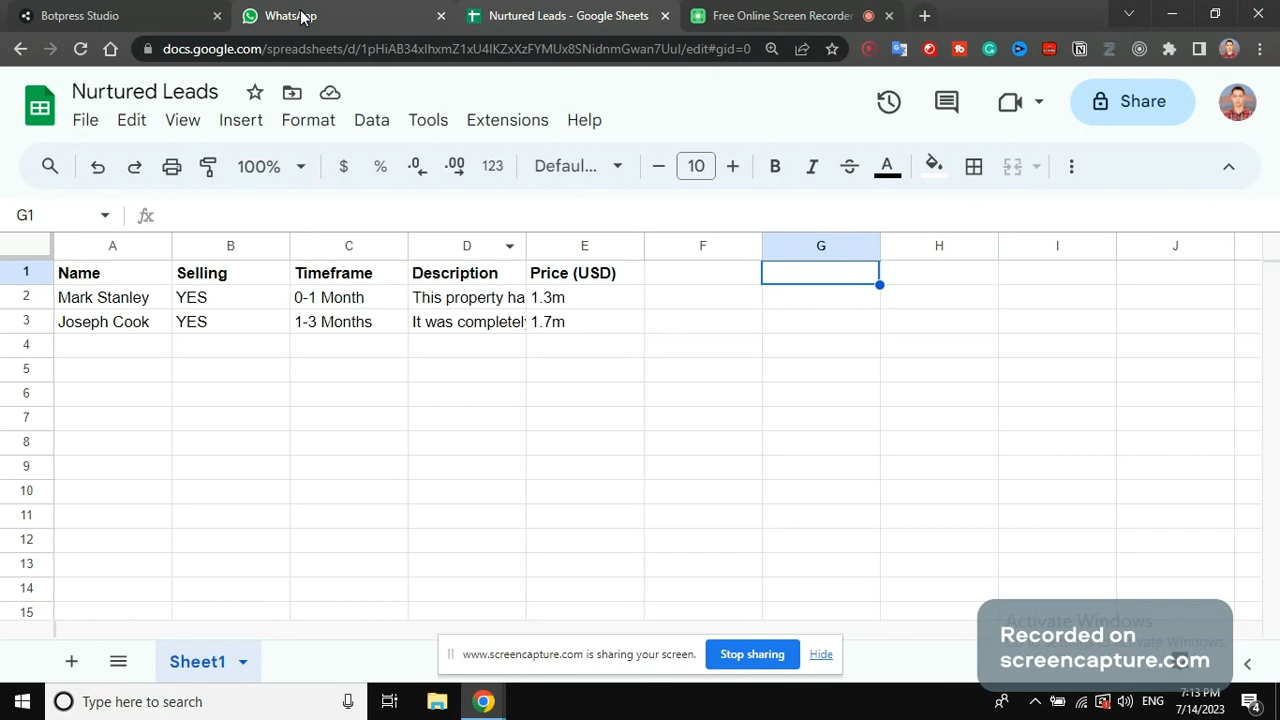 Botpress Studio
WhatsApp
Nurtured Leads - Google Sheets
Free Online Screen Recorder
docs.google.com/spreadsheets/d/1pHiAB34xlhxmZ1xU4lKZxXzFYMUx8SNidnmGwan7UuI/edit#gid=0
Nurtured Leads
Share
File Edit View Insert Format Data Tools Extensions Help
100% $ % .0 .00 123 Defaul... 10 B I A
G1 fx
A B C D E F G H I J
1 Name Selling Timeframe Description Price (USD)
2 Mark Stanley YES 0-1 Month This property ha 1.3m
3 Joseph Cook YES 1-3 Months It was completely 1.7m
4
5
6
7
8
9
10
11
12
13
14
15
Activate Windows
Recorded on
screencapture.com
Sheet1
www.screencapture.com is sharing your screen. Stop sharing Hide
Type here to search
ENG
7:13 PM
7/14/2023
4